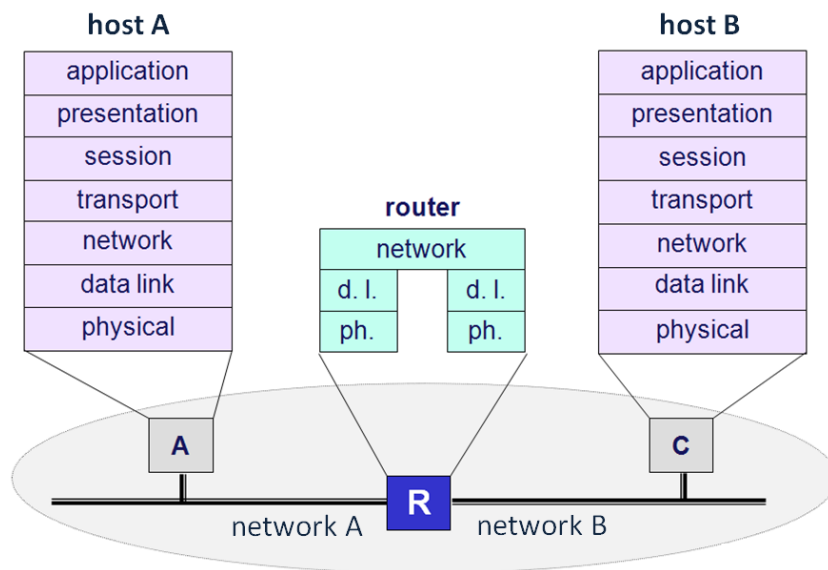 host A
application
presentation
session
transport
network
data link
physical
router
network
d. l. d. l.
ph. ph.
host B
application
presentation
session
transport
network
data link
physical
A
R
C
network A
network B